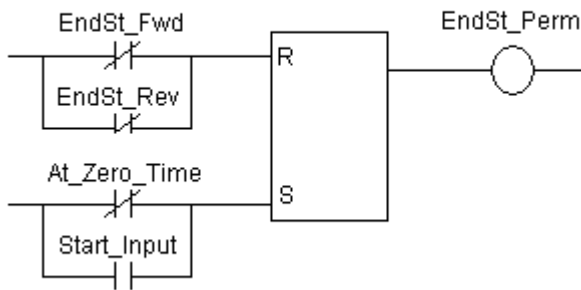 EndSt_Fwd
EndSt_Perm
R
EndSt_Rev
At_Zero_Time
S
Start_Input